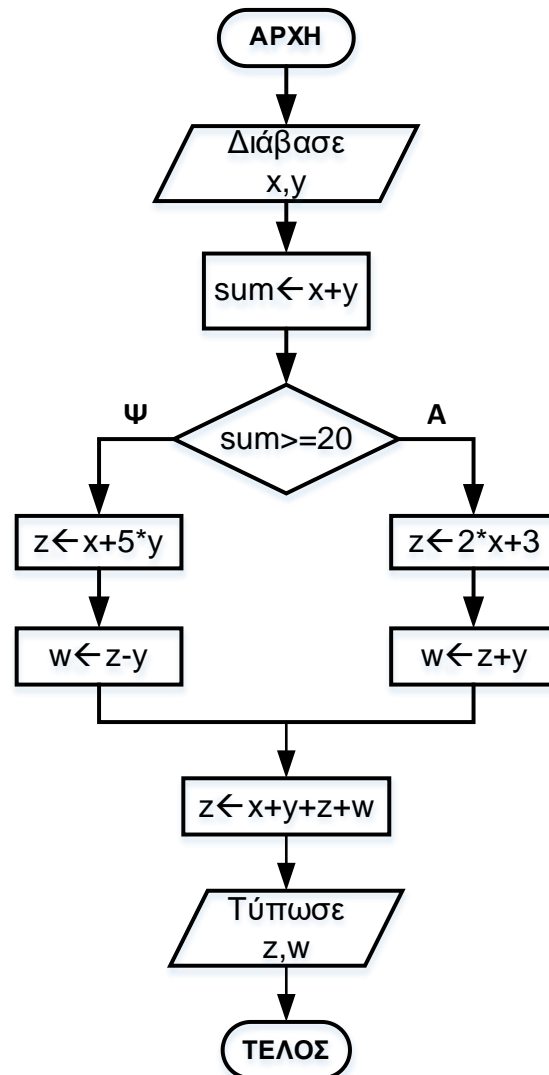 ΑΡΧΗ
Διάβασε
x,y
sum←x+y
sum>=20
Ψ
Α
z←x+5*y
w←z-y
z←2*x+3
w←z+y
z←x+y+z+w
Τύπωσε
z,w
ΤΕΛΟΣ